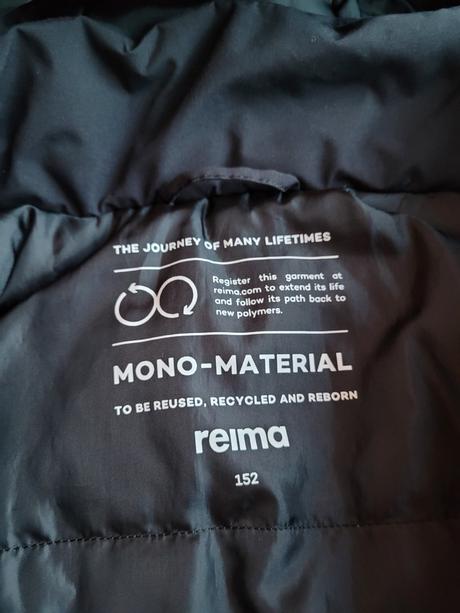 THE JOURNEY OF MANY LIFETIMES
Register this garment at
reima.com to extend its life
and follow its path back to
new polymers.
MONO-MATERIAL
TO BE REUSED, RECYCLED AND REBORN
reima
152